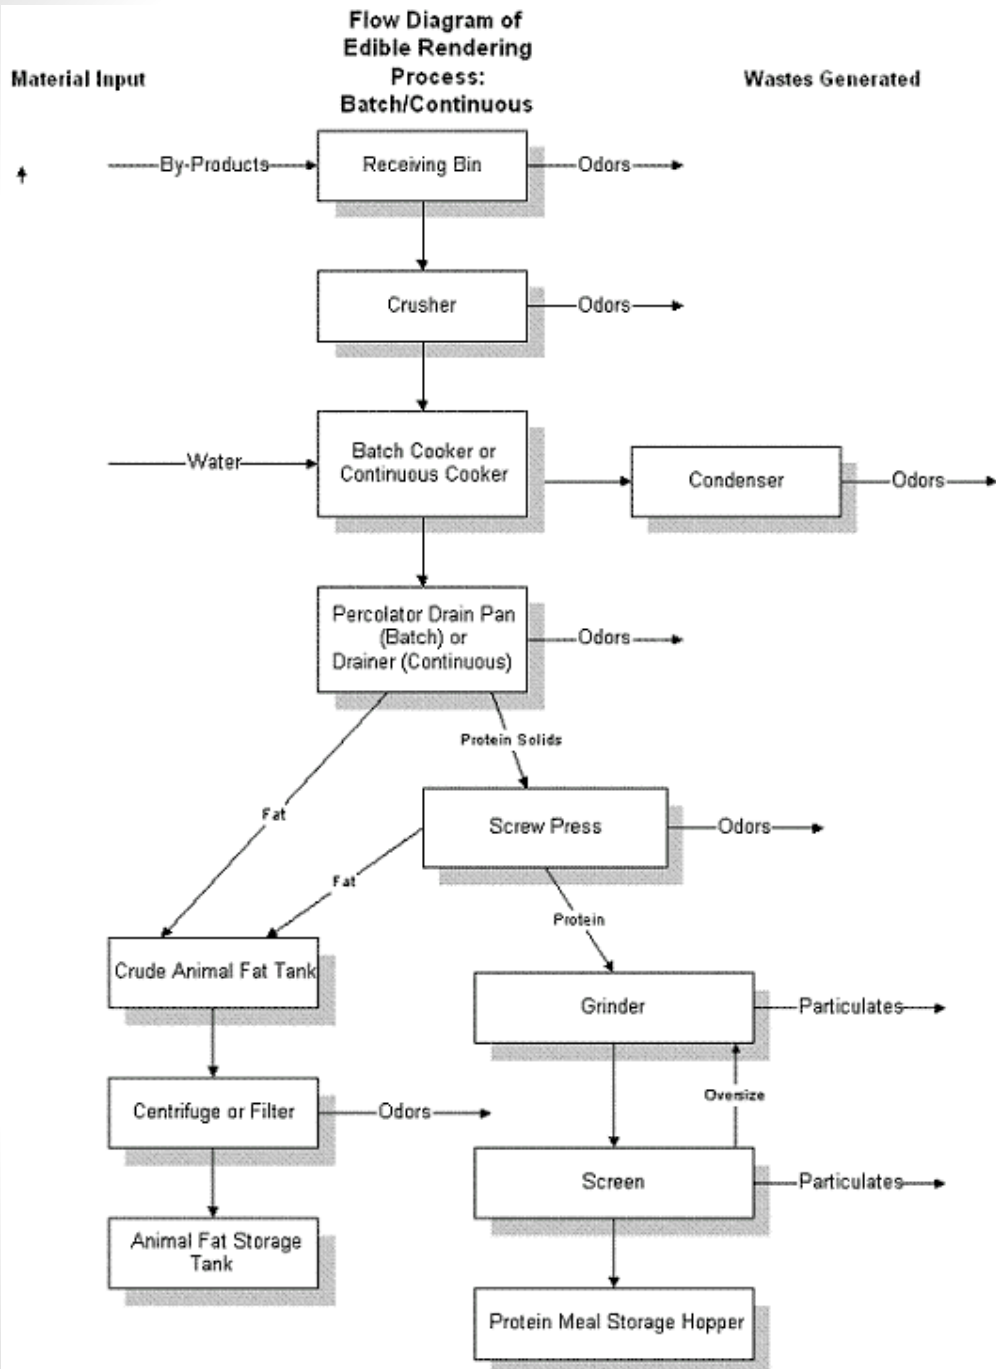 Flow Diagram of
Edible Rendering
Process:
Batch/Continuous
Material Input
Wastes Generated
By-Products
Receiving Bin
Odors
Crusher
Odors
Water
Batch Cooker or
Continuous Cooker
Condenser
Odors
Percolator Drain Pan
(Batch) or
Drainer (Continuous)
Odors
Protein Solids
Fat
Screw Press
Odors
Fat
Protein
Crude Animal Fat Tank
Grinder
Particulates
Oversize
Centrifuge or Filter
Odors
Screen
Particulates
Animal Fat Storage
Tank
Protein Meal Storage Hopper